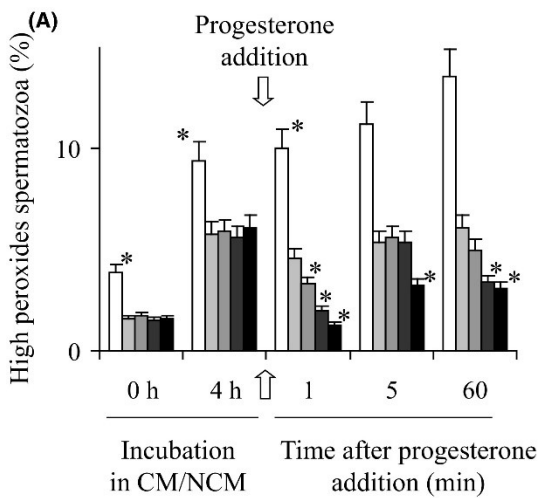 (A)
Progesterone
addition
High peroxides spermatozoa (%)
10
0
*
*
*
*
*
*
*
*
*
*
0 h 4 h 1 5 60
Incubation
in CM/NCM
Time after progesterone
addition (min)